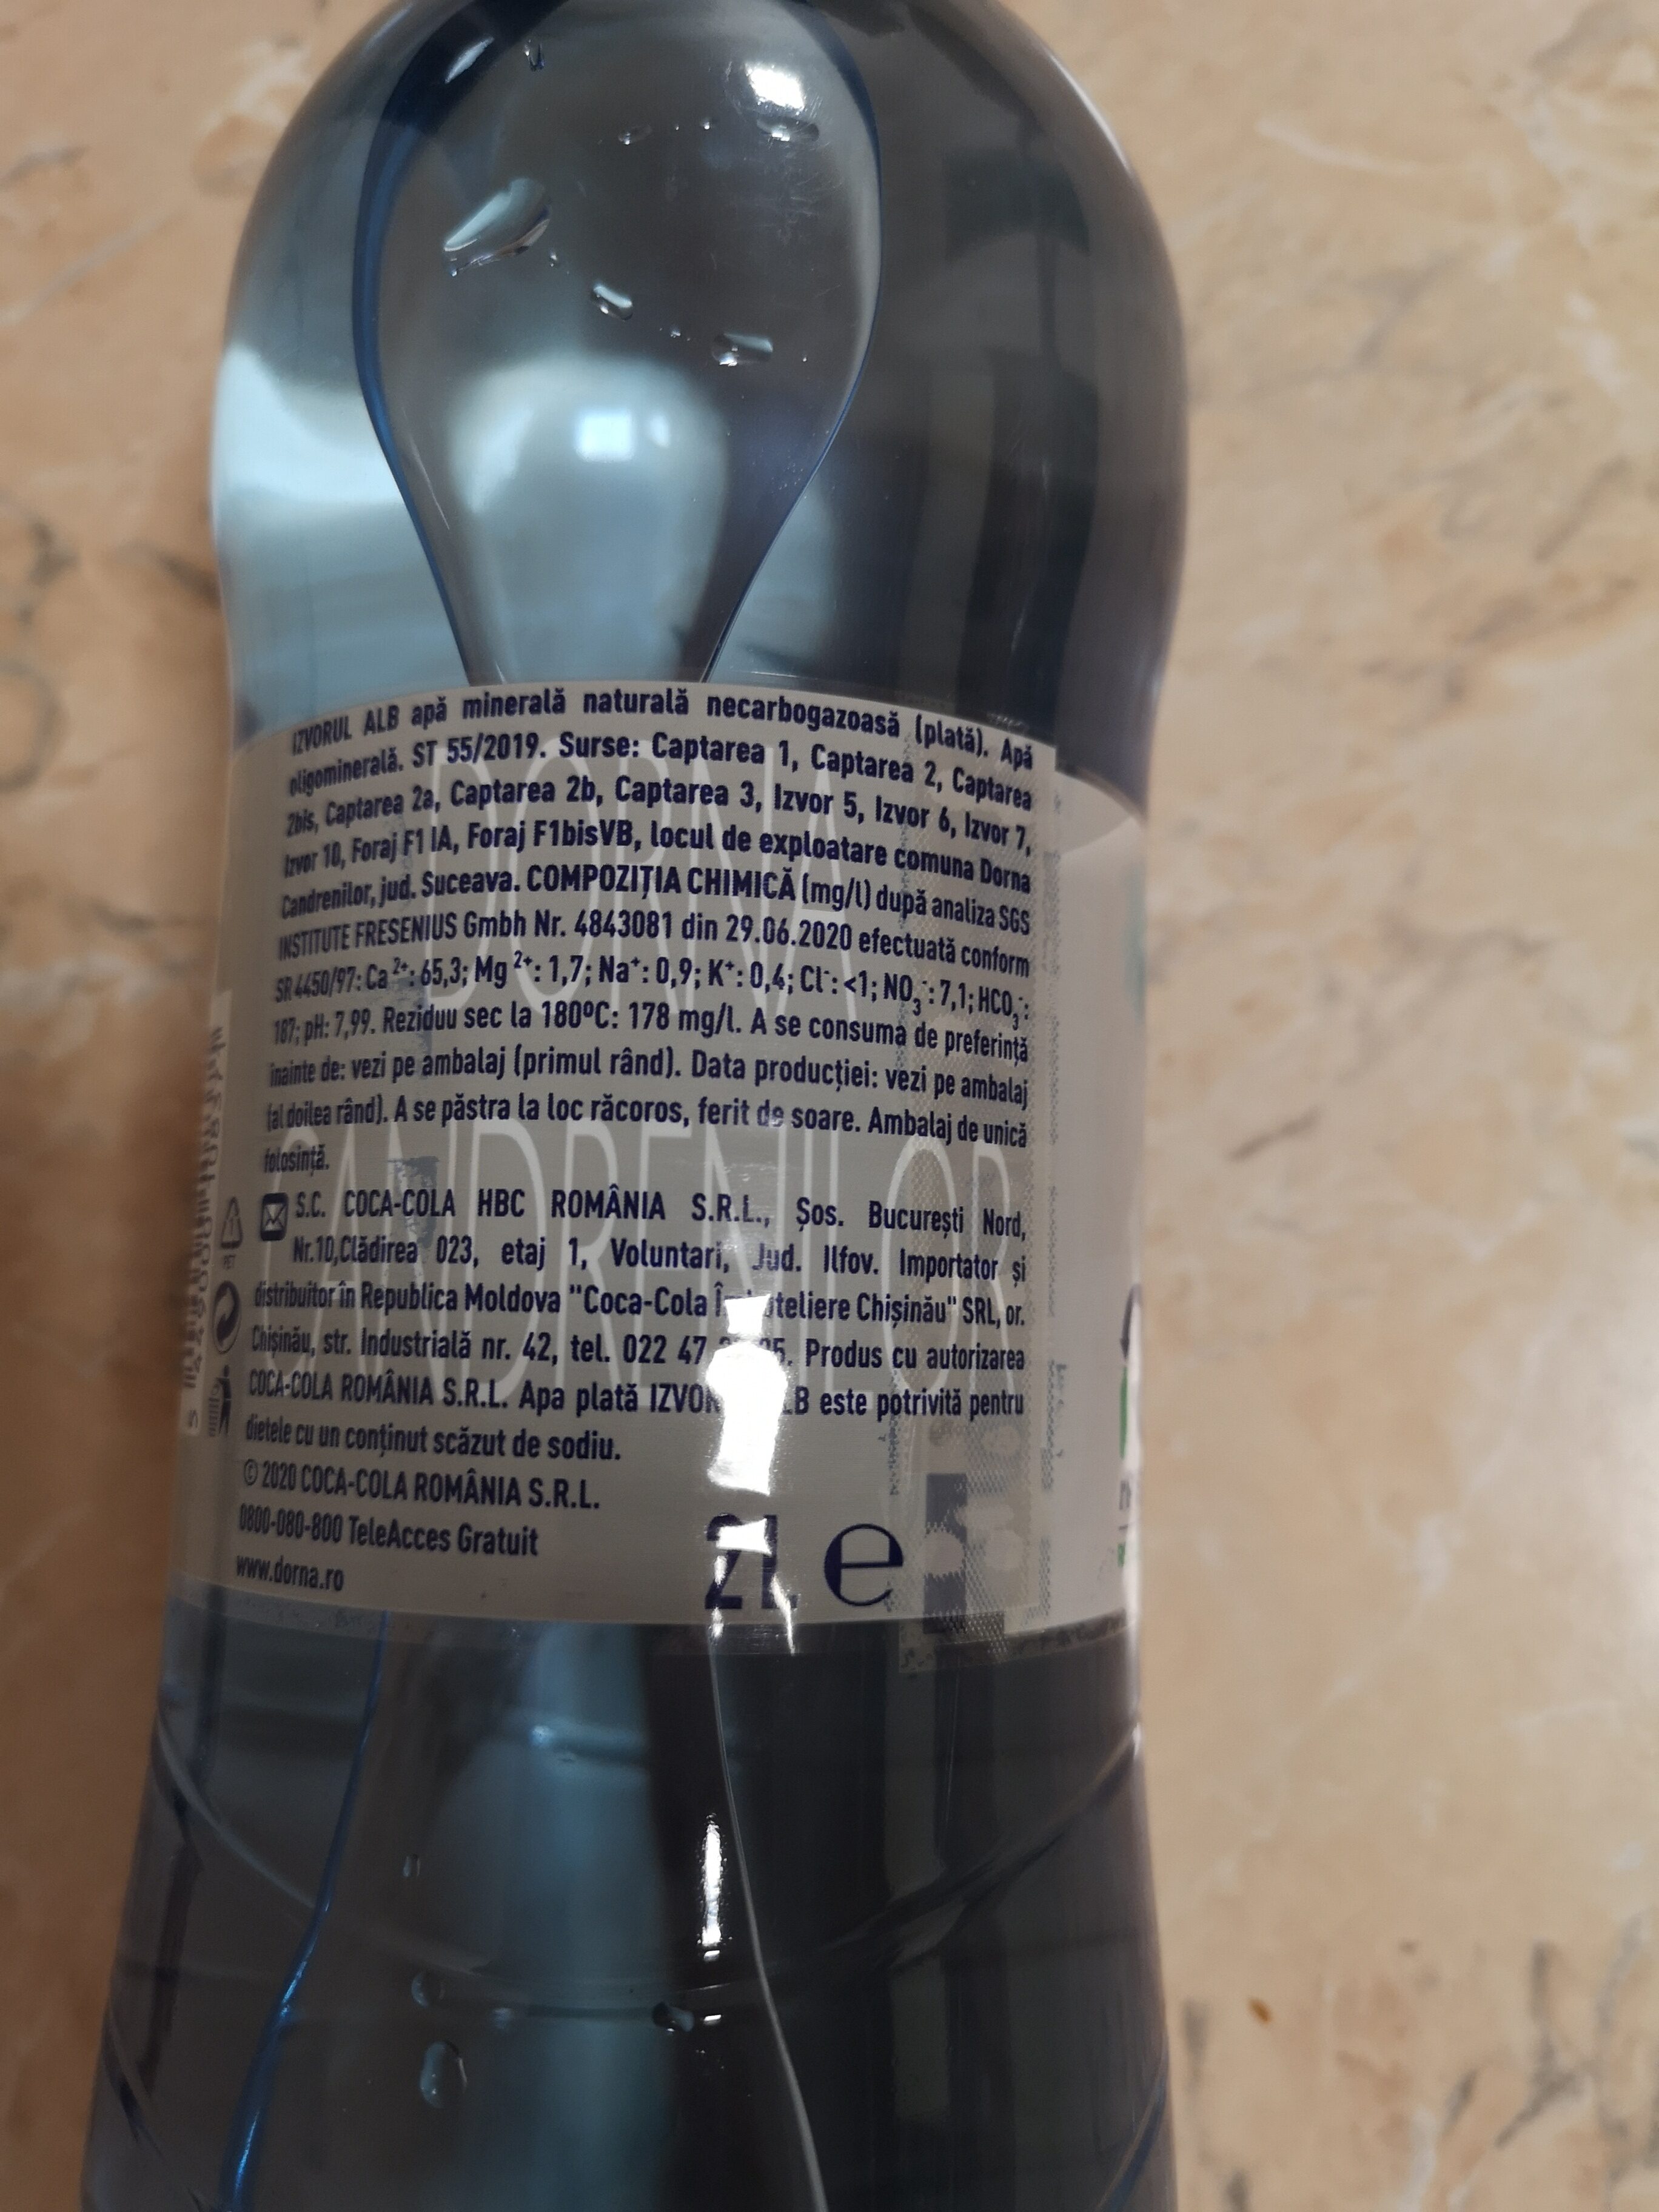 IZVORUL ALB apă minerală naturală necarbogazoasă (plată). Apă
oligominerală. ST 55/2019. Surse: Captarea 1, Captarea 2, Captarea
2bis, Captarea 2a, Captarea 2b, Captarea 3, Izvor 5, Izvor 6, Izvor 7,
Izvor 10, Foraj F1 IA, Foraj F1bisVB, locul de exploatare comuna Dorna
Candrenilor, jud. Suceava. COMPOZIȚIA CHIMICĂ (mg/l) după analiza SGS
INSTITUTE FRESENIUS Gmbh Nr. 4843081 din 29.06.2020 efectuată conform
SR 4450/97: Ca²⁺: 65,3; Mg²⁺: 1,7; Na⁺: 0,9; K⁺: 0,4; Cl⁻: <1; NO₃⁻: 7,1; HCO₃⁻:
187; pH: 7,99. Reziduu sec la 180ºC: 178 mg/l. A se consuma de preferință
înainte de: vezi pe ambalaj (primul rând). Data producției: vezi pe ambalaj
(al doilea rând). A se păstra la loc răcoros, ferit de soare. Ambalaj de unică
folosință.
S.C. COCA-COLA HBC ROMÂNIA S.R.L., Șos. București Nord,
Nr.10,Clădirea 023, etaj 1, Voluntari, Jud. Ilfov. Importator și
distribuitor în Republica Moldova "Coca-Cola Chișinău" SRL, or.
Chișinău, str. Industrială nr. 42, tel. 022 47 Produs cu autorizarea
COCA-COLA ROMÂNIA S.R.L. Apa plată este potrivită pentru
dietele cu un conținut scăzut de sodiu.
© 2020 COCA-COLA ROMÂNIA S.R.L.
0800-080-800 TeleAcces Gratuit
www.dorna.ro
2L e
DORNA
CANDRENILOR
PET